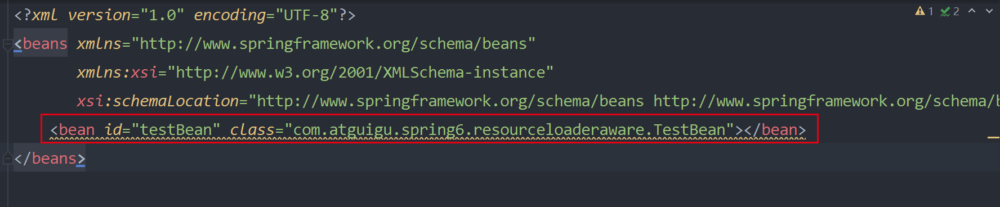 <?xml version="1.0" encoding="UTF-8"?>
1 2
<beans xmlns="http://www.springframework.org/schema/beans"
xmlns:xsi="http://www.w3.org/2001/XMLSchema-instance"
xsi:schemaLocation="http://www.springframework.org/schema/beans http://www.springframework.org/schema/b
<bean id="testBean" class="com.atguigu.spring6.resourceloaderaware.TestBean"></bean>
</beans>